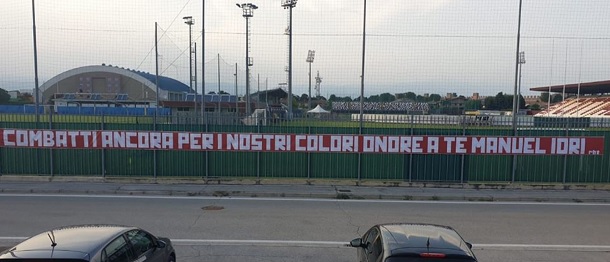 COMBATTI ANCORA PER I NOSTRI COLORI ONORE A TE MANUEL IORI